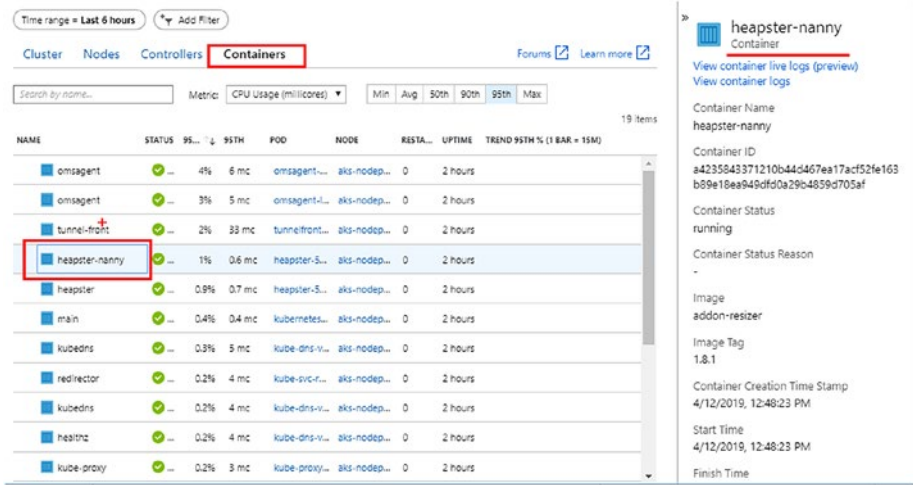 Time range = Last 6 hours
Add Filter
Cluster Nodes Controllers Containers Forums Learn more
Search by name... Metric: CPU Usage (millicores) Min Avg 50th 90th 95th Max
19 items
NAME STATUS 95... 95TH POD NODE RESTA... UPTIME TREND 95TH % (1 BAR = 15M)
omsagent ... 4% 6 mc omsagent-... aks-nodep... 0 2 hours
omsagent ... 3% 5 mc omsagent-l... aks-nodep... 0 2 hours
tunnel-front ... 2% 33 mc tunnelfront... aks-nodep... 0 2 hours
heapster-nanny ... 1% 0.6 mc heapster-5... aks-nodep... 0 2 hours
heapster ... 0.9% 0.7 mc heapster-5... aks-nodep... 0 2 hours
main ... 0.4% 0.4 mc kubernetes... aks-nodep... 0 2 hours
kubedns ... 0.3% 5 mc kube-dns-v... aks-nodep... 0 2 hours
redirector ... 0.2% 4 mc kube-svc-r... aks-nodep... 0 2 hours
kubedns ... 0.2% 4 mc kube-dns-v... aks-nodep... 0 2 hours
healthz ... 0.2% 4 mc kube-dns-v... aks-nodep... 0 2 hours
kube-proxy ... 0.2% 3 mc kube-proxy... aks-nodep... 0 2 hours
»
heapster-nanny
Container
View container live logs (preview)
View container logs
Container Name
heapster-nanny
Container ID
a4235843371210b44d467ea17acf52fe163
b89e18ea949dfd0a29b4859d705af
Container Status
running
Container Status Reason
-
Image
addon-resizer
Image Tag
1.8.1
Container Creation Time Stamp
4/12/2019, 12:48:23 PM
Start Time
4/12/2019, 12:48:23 PM
Finish Time